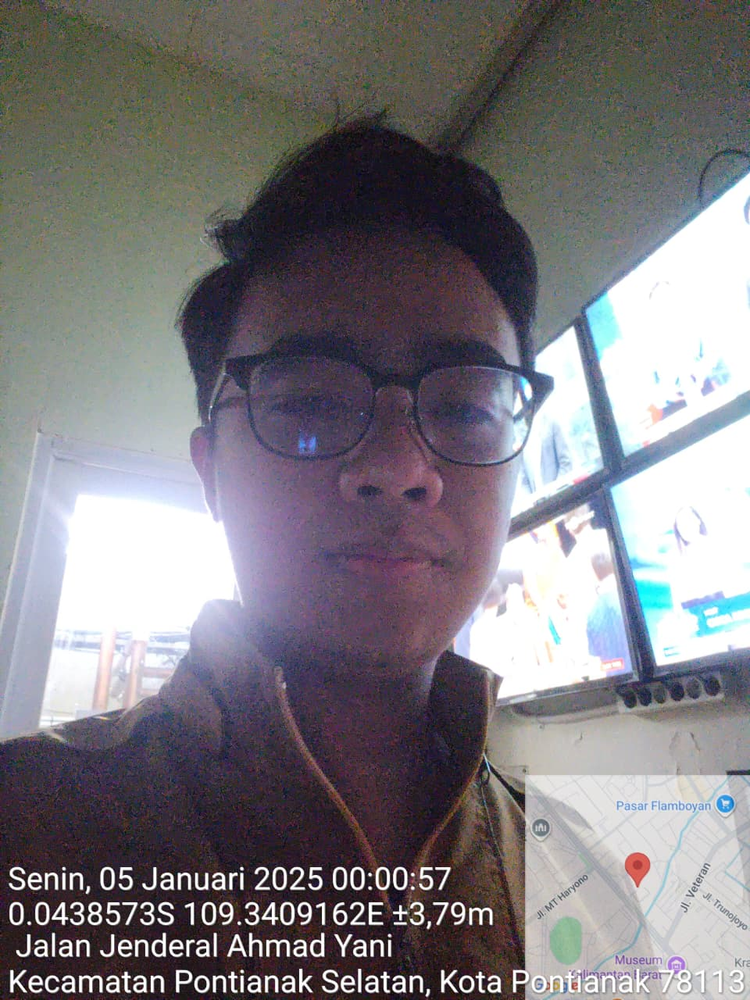 Pasar Flamboyan
Jl. MT Haryono
Jl. Veteran
Jl. Trunojoyo
Museum
Kalimantan Barat
Kra
Google
Senin, 05 Januari 2025 00:00:57
0.0438573S 109.3409162E ±3,79m
Jalan Jenderal Ahmad Yani
Kecamatan Pontianak Selatan, Kota Pontianak 78113